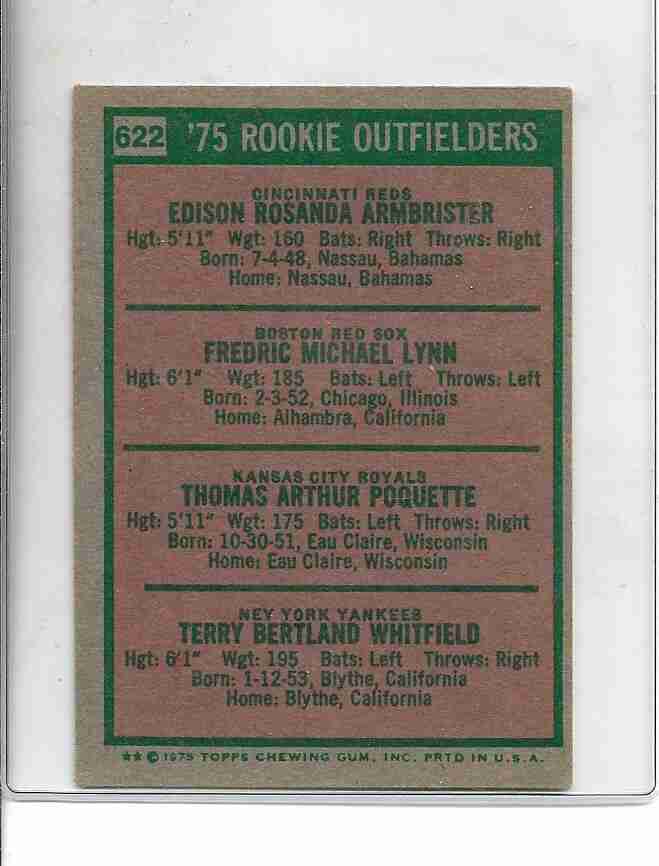 622 '75 ROOKIE OUTFIELDERS
CINCINNATI REDS
EDISON ROSANDA ARMBRISTER
Hgt: 5'11" Wgt: 160 Bats: Right Throws: Right
Born: 7-4-48, Nassau, Bahamas
Home: Nassau, Bahamas
BOSTON RED SOX
FREDRIC MICHAEL LYNN
Hgt: 6'1" Wgt: 185 Bats: Left Throws: Left
Born: 2-3-52, Chicago, Illinois
Home: Alhambra, California
KANSAS CITY ROYALS
THOMAS ARTHUR POQUETTE
Hgt: 5'11" Wgt: 175 Bats: Left Throws: Right
Born: 10-30-51, Eau Claire, Wisconsin
Home: Eau Claire, Wisconsin
NEY YORK YANKEES
TERRY BERTLAND WHITFIELD
Hgt: 6'1" Wgt: 195 Bats: Left Throws: Right
Born: 1-12-53, Blythe, California
Home: Blythe, California
★★ © 1975 TOPPS CHEWING GUM, INC. PRTD IN U.S.A.